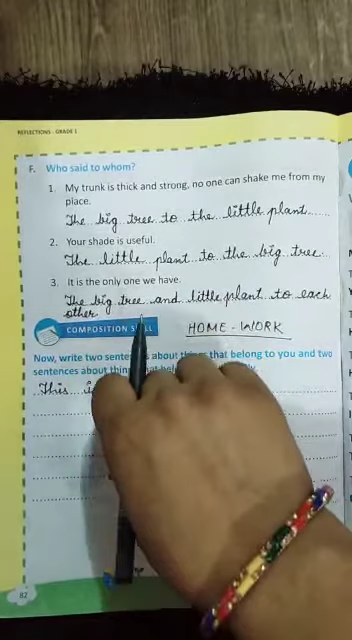 REFLECTIONS - GRADE 1
F. Who said to whom?
1. My trunk is thick and strong, no one can shake me from my
place.
The big tree to the little plant
2. Your shade is useful.
The little plant to the big tree
3. It is the only one we have.
The big tree and little plant to each
other
COMPOSITION SKILL
HOME-WORK
Now, write two sentences about things that belong to you and two
sentences about
This
82